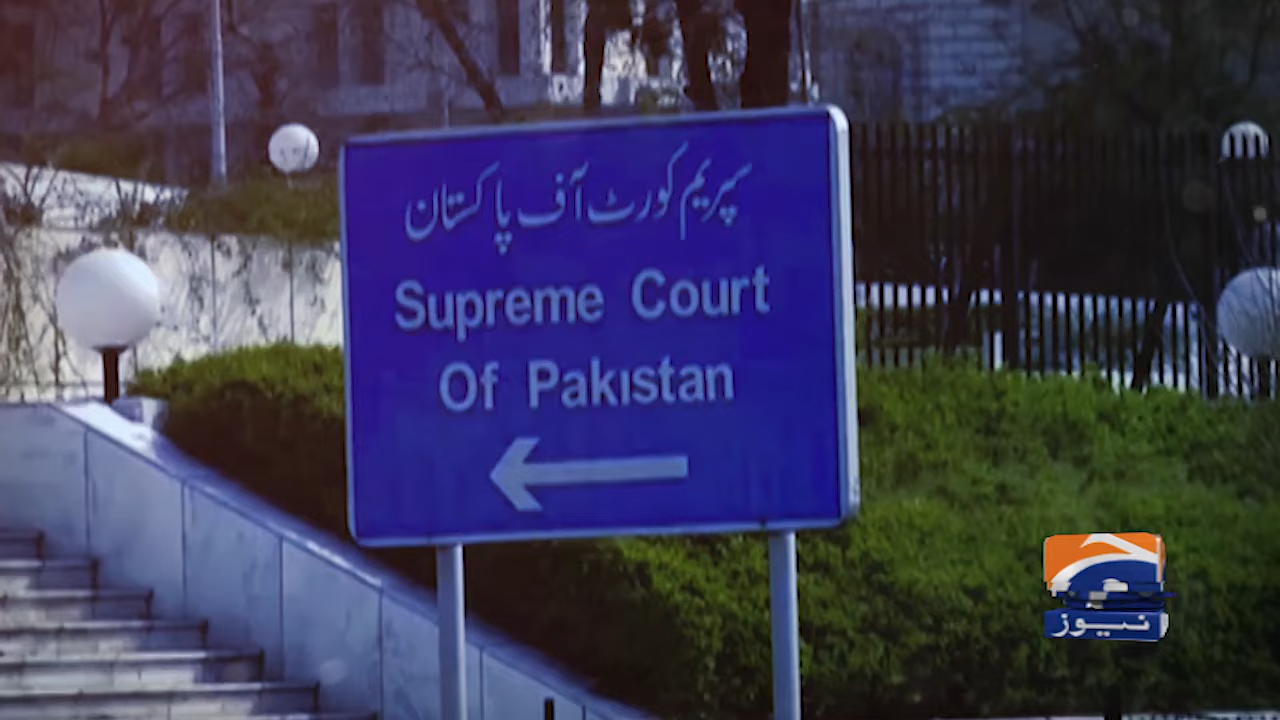 سپریم کورٹ آف پاکستان
Supreme Court
Of Pakistan
نیوز